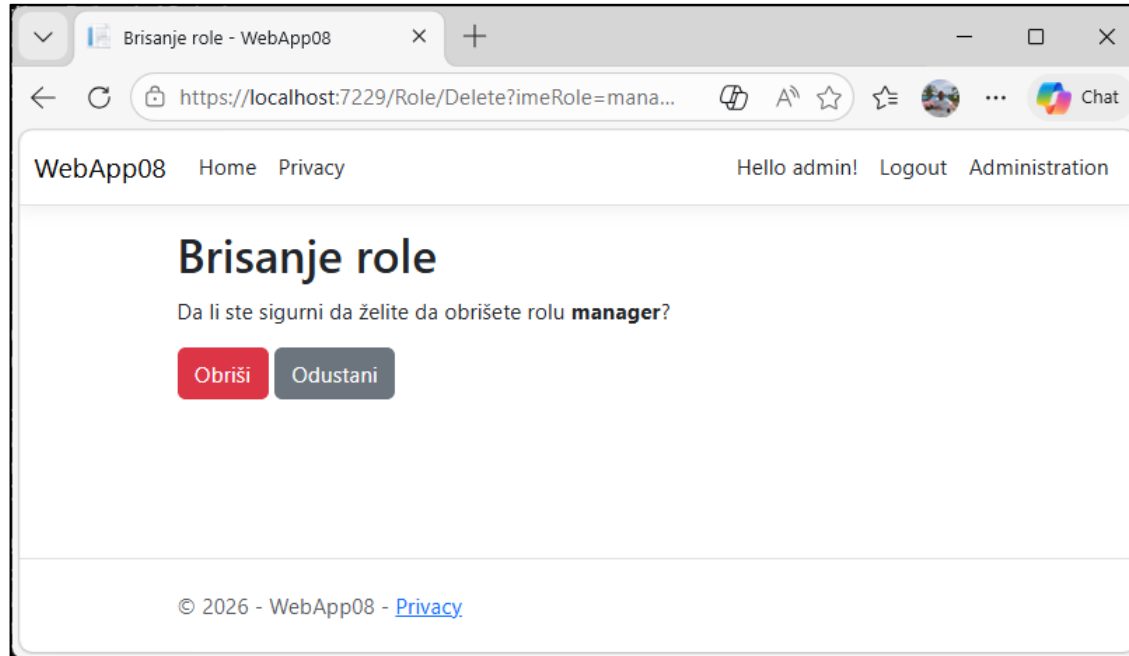 Brisanje role - WebApp08
https://localhost:7229/Role/Delete?imeRole=mana...
Chat
WebApp08 Home Privacy Hello admin! Logout Administration
Brisanje role
Da li ste sigurni da želite da obrišete rolu manager?
Obriši Odustani
© 2026 - WebApp08 - Privacy